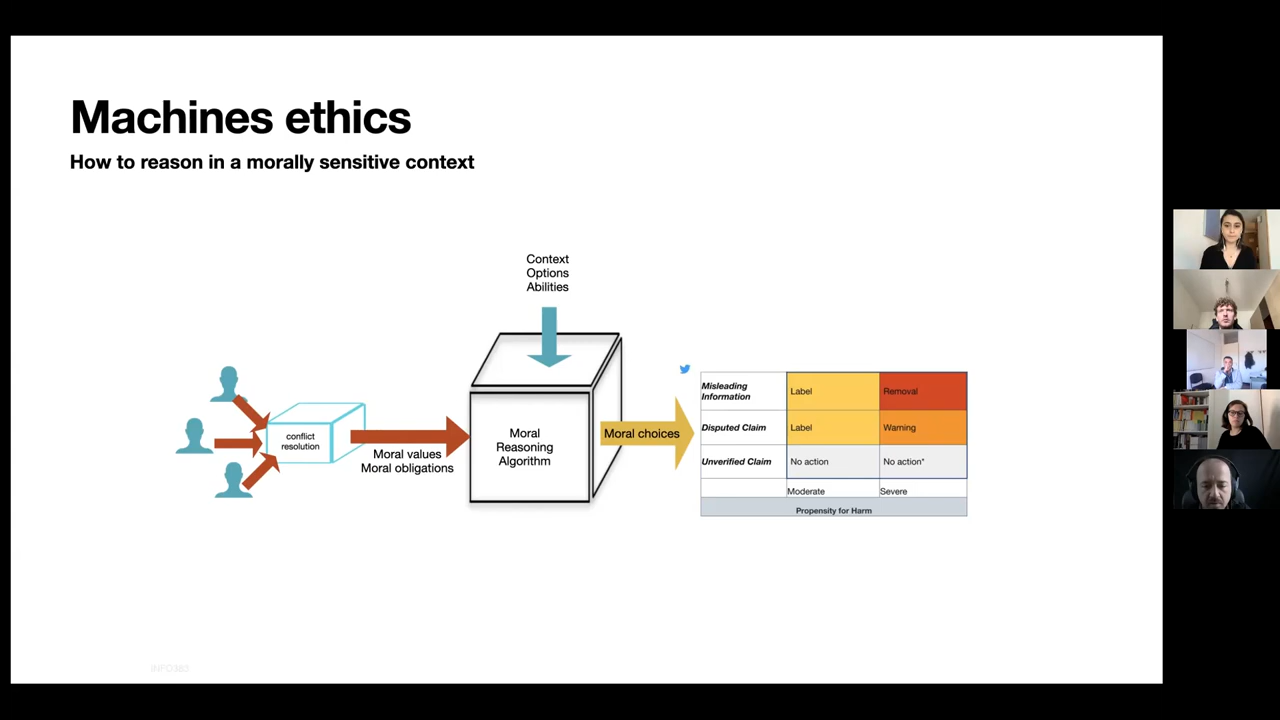 Machines ethics
How to reason in a morally sensitive context
Context
Options
Abilities
conflict
resolution
Moral values
Moral obligations
Moral
Reasoning
Algorithm
Moral choices
Misleading
Information
Label
Removal
Disputed Claim
Label
Warning
Unverified Claim
No action
No action*
Moderate
Severe
Propensity for Harm
INFO362